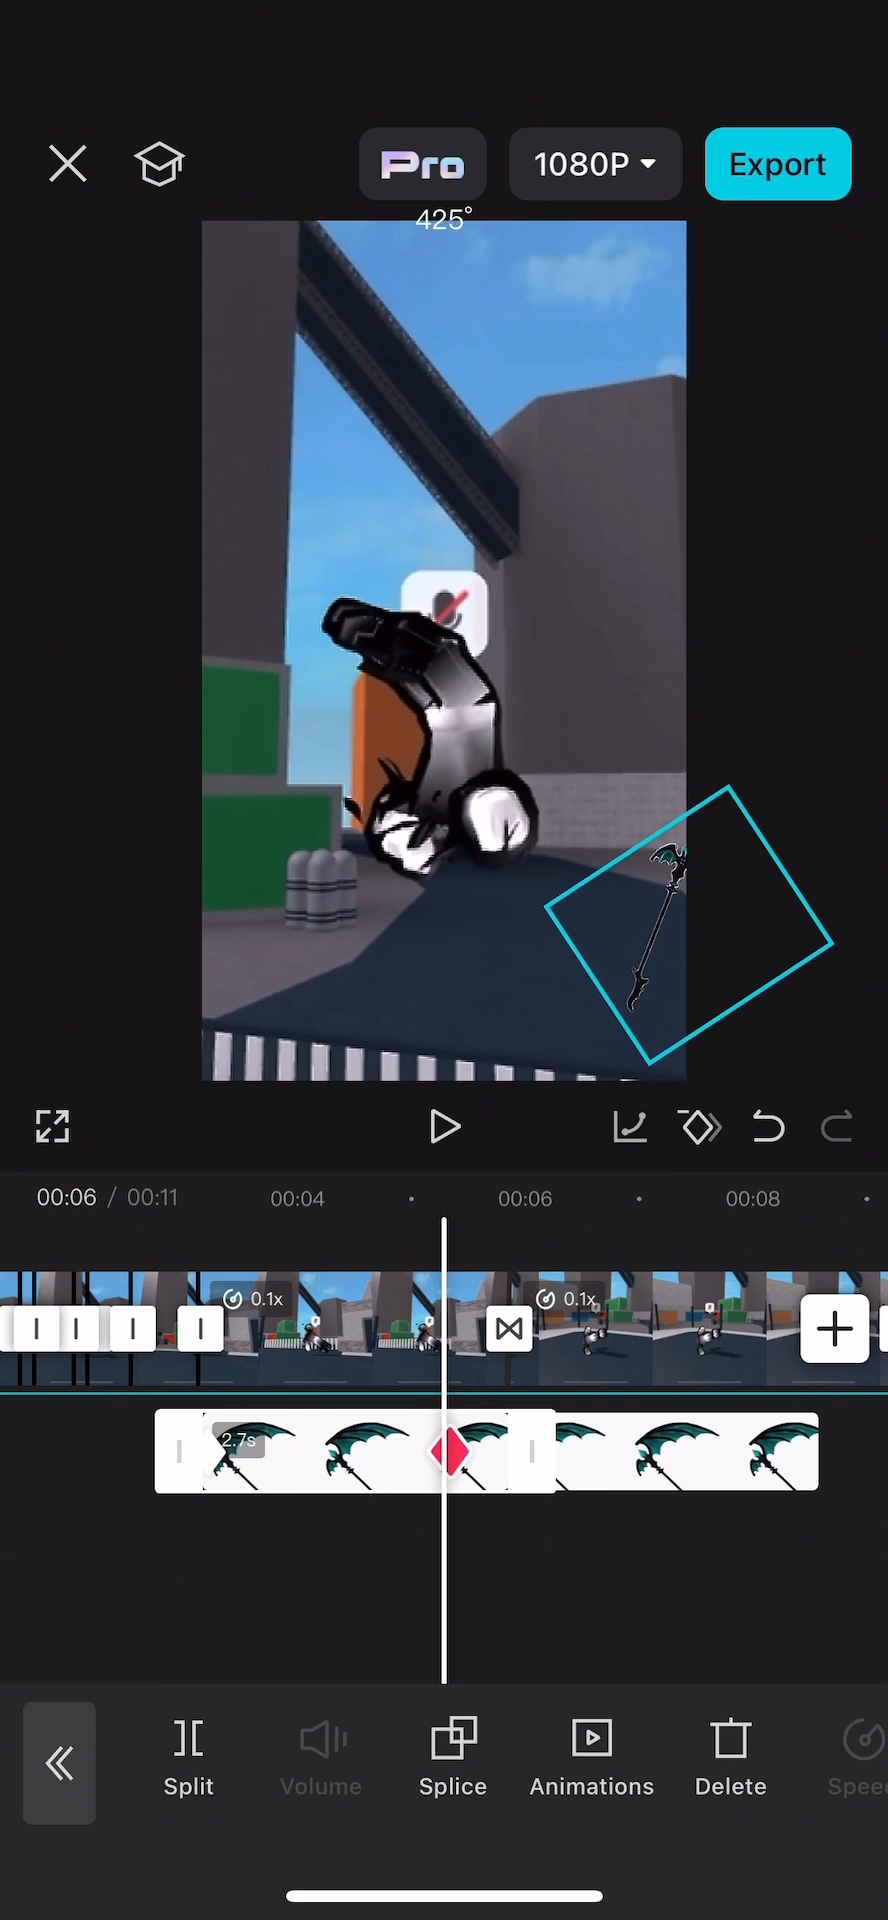 Pro
1080P
Export
425°
00:06 / 00:11
00:04
00:06
00:08
0.1x
0.1x
2.7s
Split
Volume
Splice
Animations
Delete
Spee